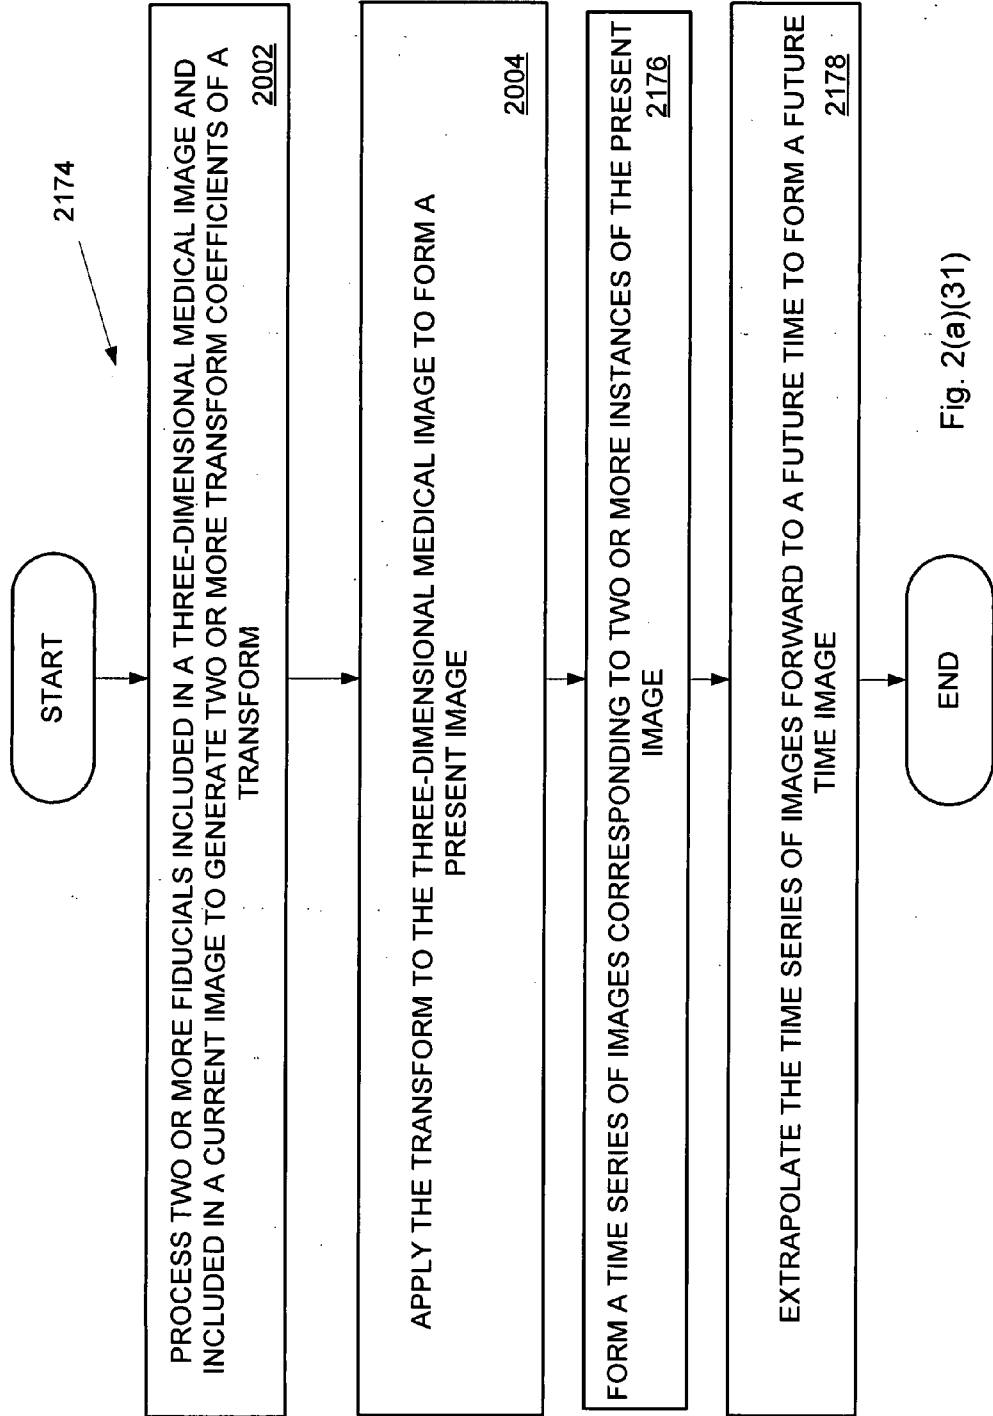 2174
START
PROCESS TWO OR MORE FIDUCIALS INCLUDED IN A THREE-DIMENSIONAL MEDICAL IMAGE AND
INCLUDED IN A CURRENT IMAGE TO GENERATE TWO OR MORE TRANSFORM COEFFICIENTS OF A
TRANSFORM
2002
APPLY THE TRANSFORM TO THE THREE-DIMENSIONAL MEDICAL IMAGE TO FORM A
PRESENT IMAGE
2004
FORM A TIME SERIES OF IMAGES CORRESPONDING TO TWO OR MORE INSTANCES OF THE PRESENT
IMAGE
2176
EXTRAPOLATE THE TIME SERIES OF IMAGES FORWARD TO A FUTURE TIME TO FORM A FUTURE
TIME IMAGE
2178
END
Fig. 2(a)(31)